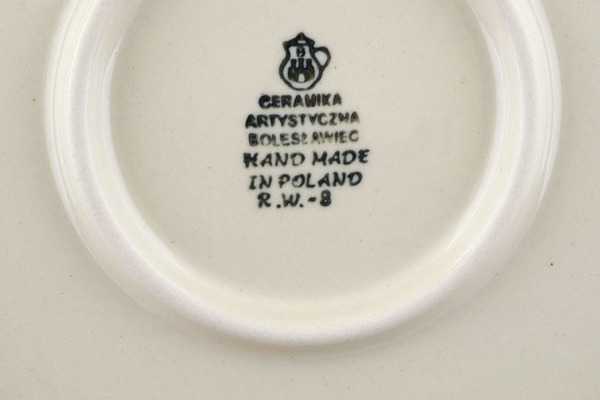 CERAMIKA
ARTYSTYCZNA
BOLESŁAWIEC
HAND MADE
IN POLAND
R.W.-8